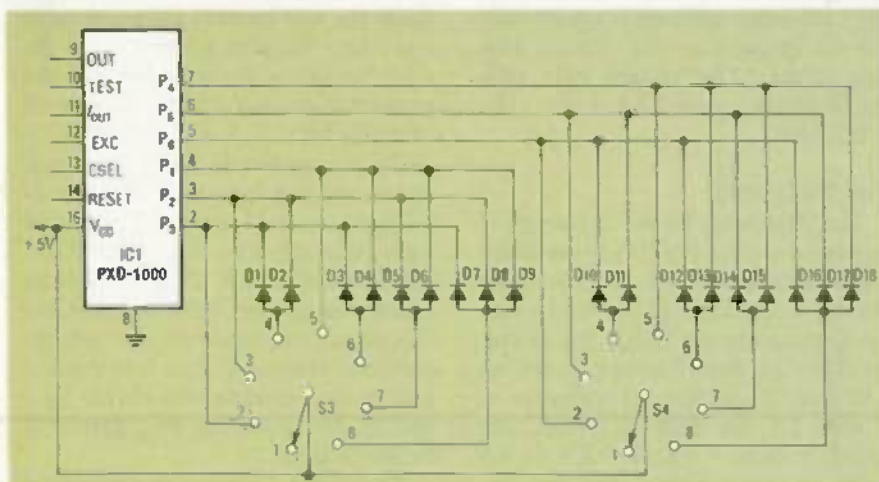 9 OUT
10 TEST P4 7
11 IOUT P5 6
12 EXC P6 5
13 CSEL P1 4
14 RESET P2 3
16 P3 2
+5V
IC1
PXD-1000
8
D1 D2 D3 D4 D5 D6 D7 D8 D9 D10 D11 D12 D13 D14 D15 D16 D17 D18
4 5 4 5
6 6
3 3
7 7
2 S3 2 S4
1 8 1 8